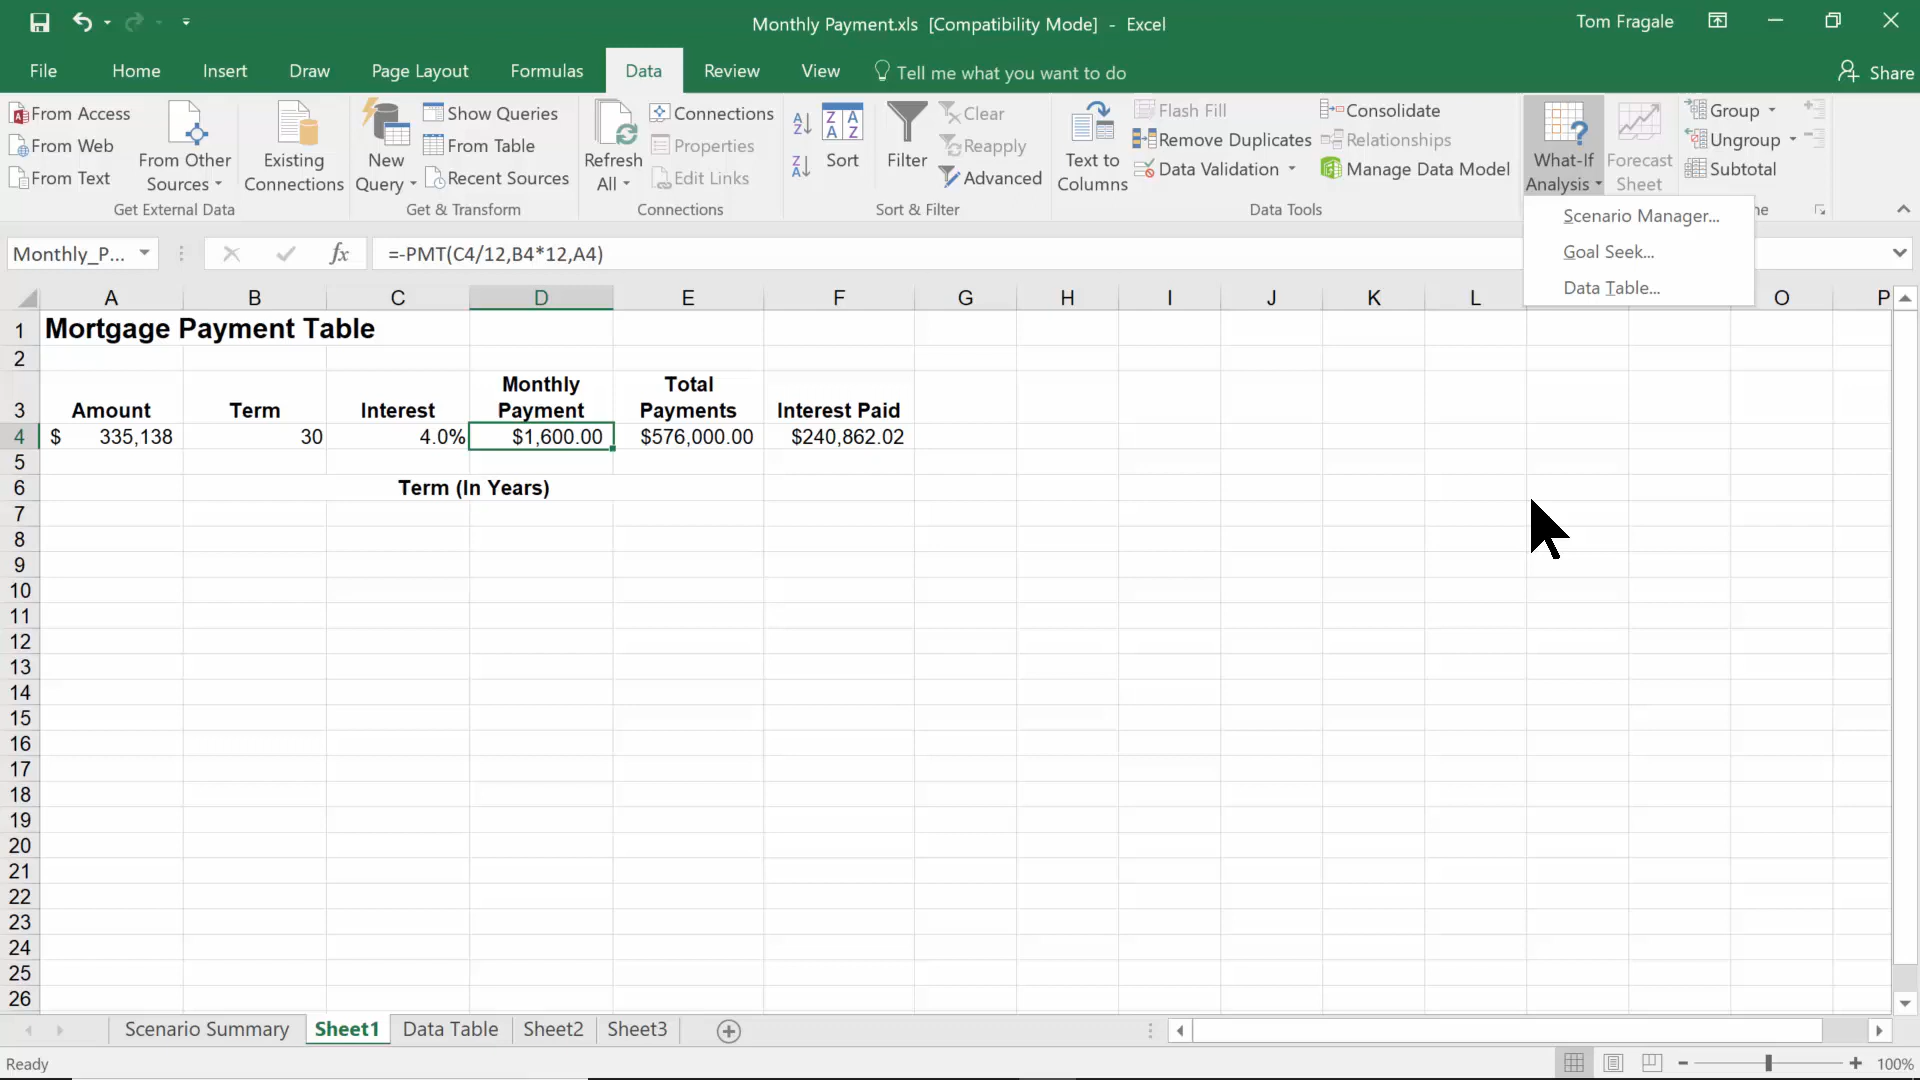 Monthly Payment.xls [Compatibility Mode] - Excel
Tom Fragale
File Home Insert Draw Page Layout Formulas Data Review View Tell me what you want to do Share
From Access
From Web
From Text
From Other
Sources
Existing
Connections
Get External Data
New
Query
Show Queries
From Table
Recent Sources
Get & Transform
Refresh
All
Connections
Properties
Edit Links
Connections
Sort
Filter
Clear
Reapply
Advanced
Sort & Filter
Text to
Columns
Flash Fill
Remove Duplicates
Data Validation
Consolidate
Relationships
Manage Data Model
Data Tools
What-If
Analysis
Forecast
Sheet
Group
Ungroup
Subtotal
Scenario Manager...
Goal Seek...
Data Table...
Monthly_P... fx =-PMT(C4/12,B4*12,A4)
A B C D E F G H I J K L O P
1 Mortgage Payment Table
2
Monthly Total
3 Amount Term Interest Payment Payments Interest Paid
4 $ 335,138 30 4.0% $1,600.00 $576,000.00 $240,862.02
5
6 Term (In Years)
7
8
9
10
11
12
13
14
15
16
17
18
19
20
21
22
23
24
25
26
Scenario Summary Sheet1 Data Table Sheet2 Sheet3
Ready 100%